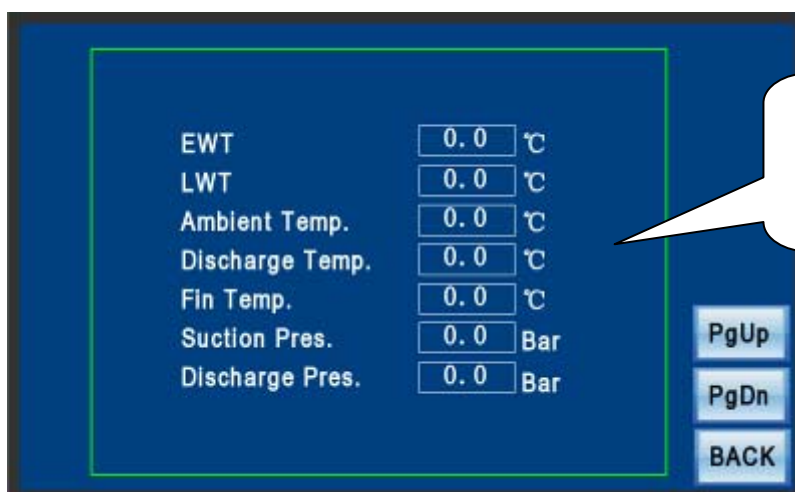 EWT 0.0 ℃
LWT 0.0 ℃
Ambient Temp. 0.0 ℃
Discharge Temp. 0.0 ℃
Fin Temp. 0.0 ℃
Suction Pres. 0.0 Bar
Discharge Pres. 0.0 Bar
PgUp
PgDn
BACK